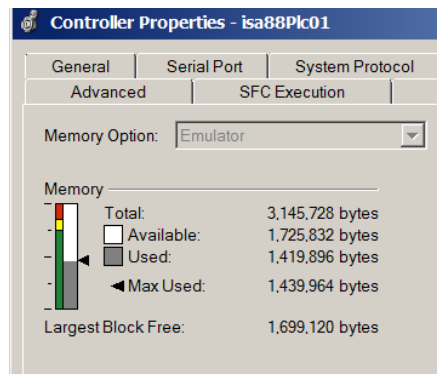 Controller Properties - isa88Plc01
General Serial Port System Protocol
Advanced SFC Execution
Memory Option: Emulator
Memory
Total: 3,145,728 bytes
Available: 1,725,832 bytes
Used: 1,419,896 bytes
Max Used: 1,439,964 bytes
Largest Block Free: 1,699,120 bytes